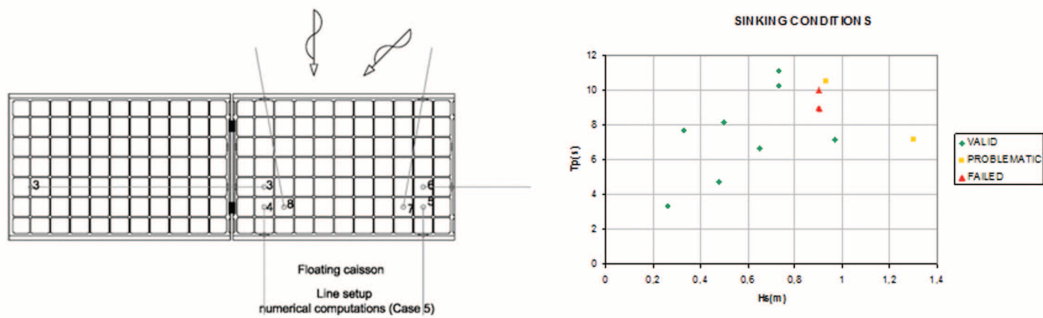 3
3
6
4
8
7
5
Floating caisson
Line setup
numerical computations (Case 5)
SINKING CONDITIONS
12
10
8
6
4
2
0
Tp(s)
0
0,2
0,4
0,6
0,8
1
1,2
1,4
Hs(m)
VALID
PROBLEMATIC
FAILED